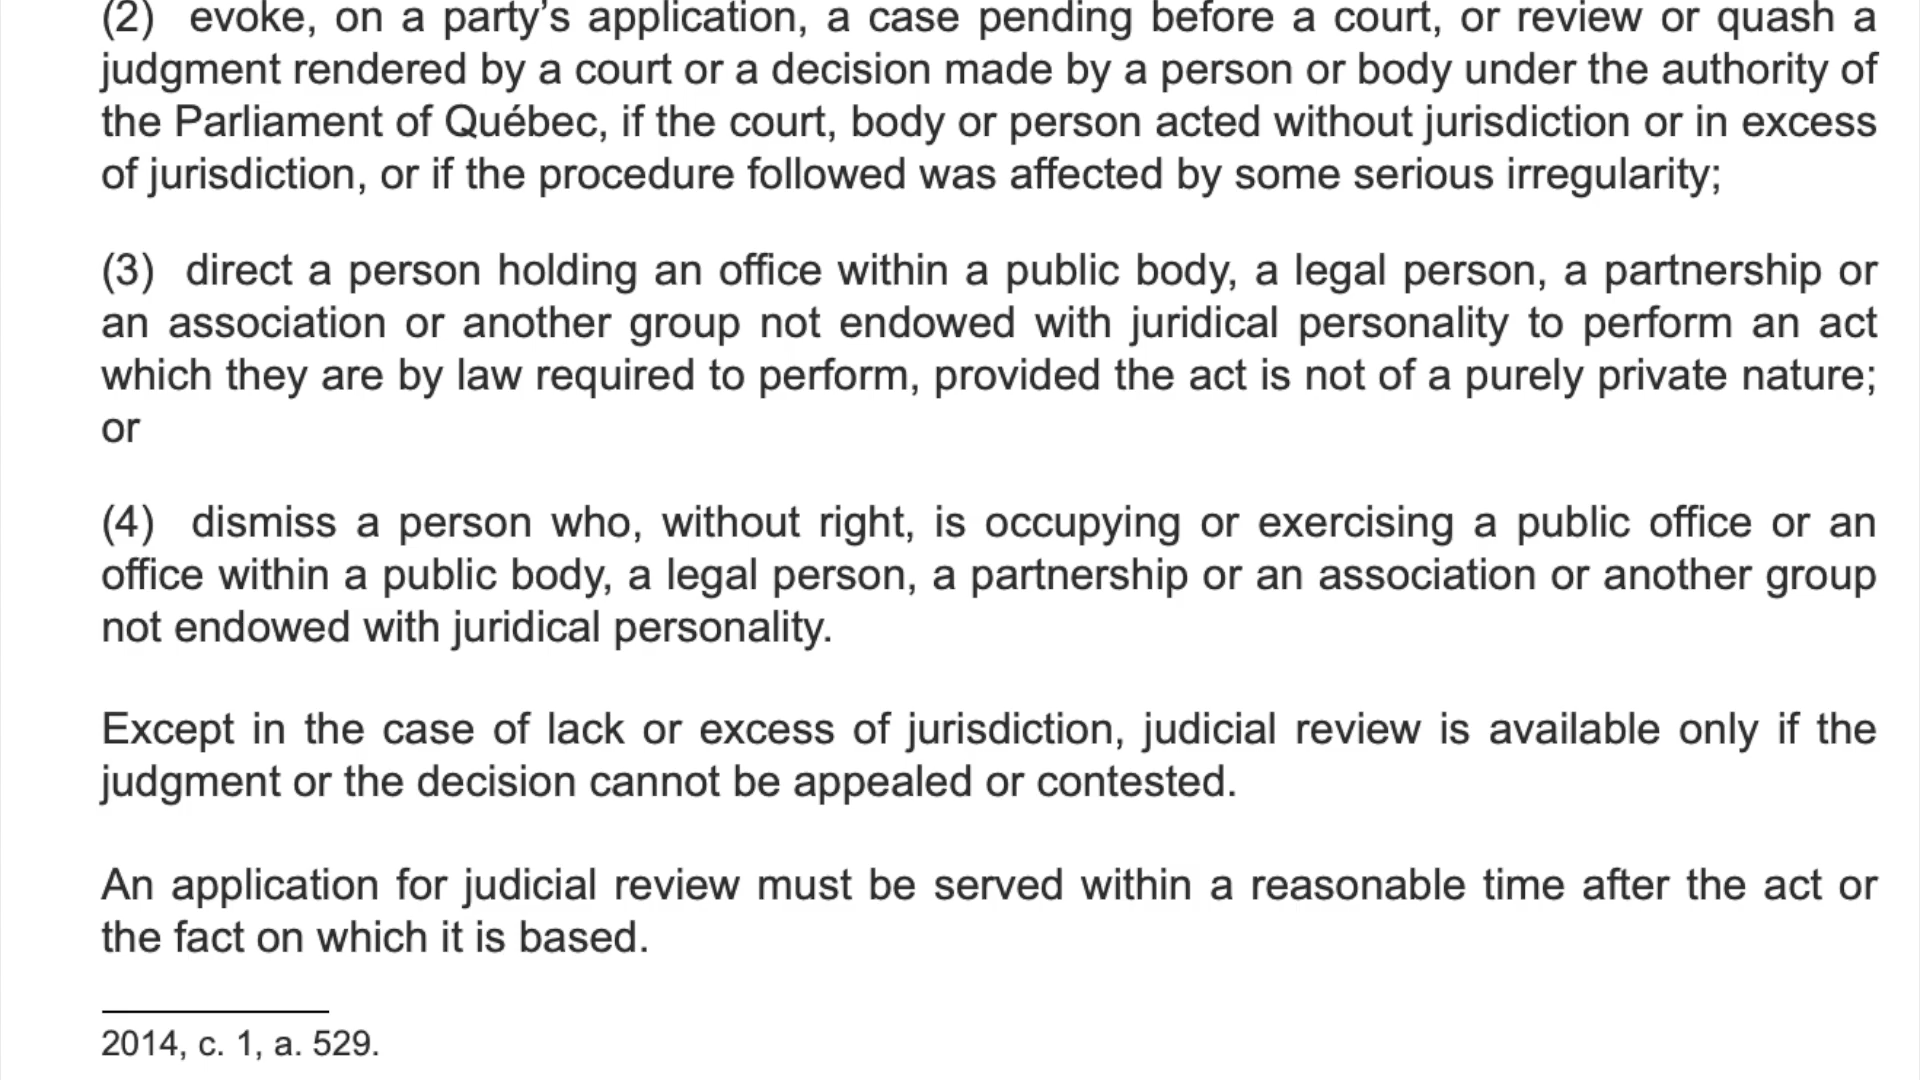 (2) evoke, on a party’s application, a case pending before a court, or review or quash a
judgment rendered by a court or a decision made by a person or body under the authority of
the Parliament of Québec, if the court, body or person acted without jurisdiction or in excess
of jurisdiction, or if the procedure followed was affected by some serious irregularity;
(3) direct a person holding an office within a public body, a legal person, a partnership or
an association or another group not endowed with juridical personality to perform an act
which they are by law required to perform, provided the act is not of a purely private nature;
or
(4) dismiss a person who, without right, is occupying or exercising a public office or an
office within a public body, a legal person, a partnership or an association or another group
not endowed with juridical personality.
Except in the case of lack or excess of jurisdiction, judicial review is available only if the
judgment or the decision cannot be appealed or contested.
An application for judicial review must be served within a reasonable time after the act or
the fact on which it is based.
2014, c. 1, a. 529.